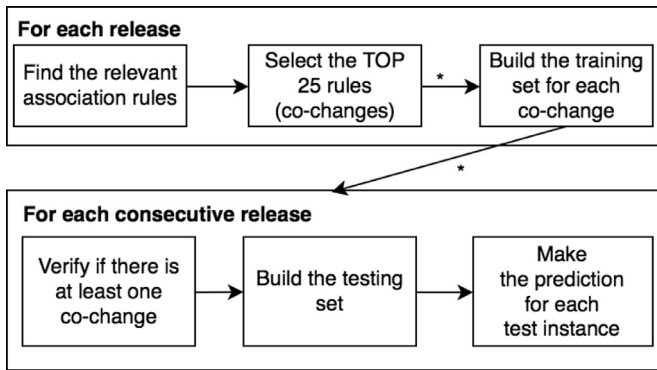 For each release
Find the relevant
association rules
Select the TOP
25 rules
(co-changes)
*
Build the training
set for each
co-change
*
For each consecutive release
Verify if there is
at least one
co-change
Build the testing
set
Make
the prediction
for each
test instance